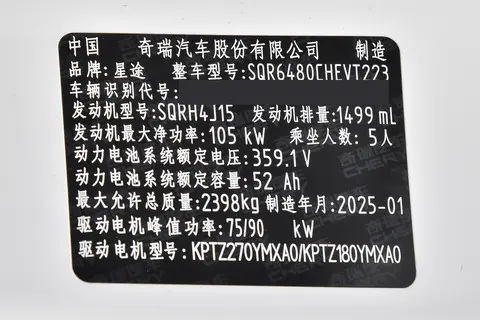 中国 奇瑞汽车股份有限公司 制造
品牌:星途 整车型号:SQR6480CHEVT223
车辆识别代号:
发动机型号:SQRH4J15 发动机排量:1499 mL
发动机最大净功率:105 kW 乘坐人数:5人
动力电池系统额定电压:359.1 V
动力电池系统额定容量:52 Ah
最大允许总质量:2398kg 制造年月:2025-01
驱动电机峰值功率:75/90 kW
驱动电机型号:KPTZ270YMXA0/KPTZ180YMXA0